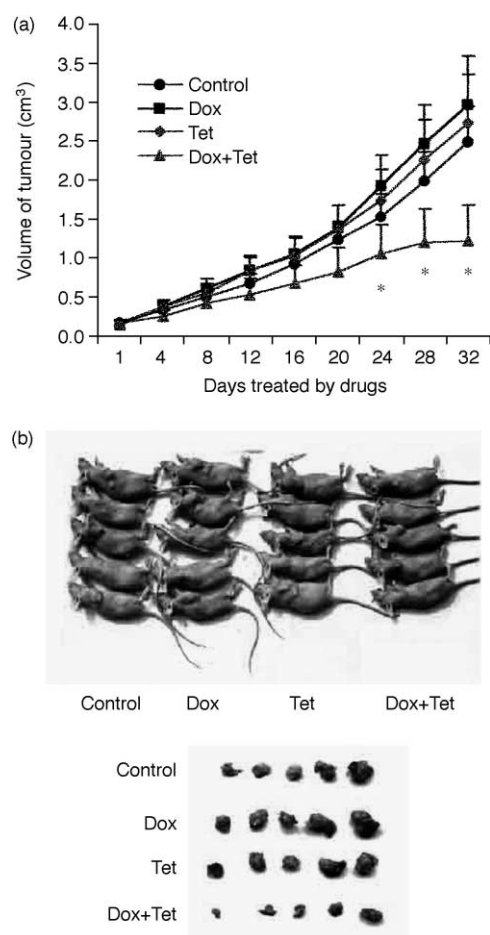 (a)
4.0
3.5
3.0
2.5
2.0
1.5
1.0
0.5
0.0
Volume of tumour (cm³)
Control
Dox
Tet
Dox+Tet
* * *
1 4 8 12 16 20 24 28 32
Days treated by drugs
(b)
Control Dox Tet Dox+Tet
Control
Dox
Tet
Dox+Tet